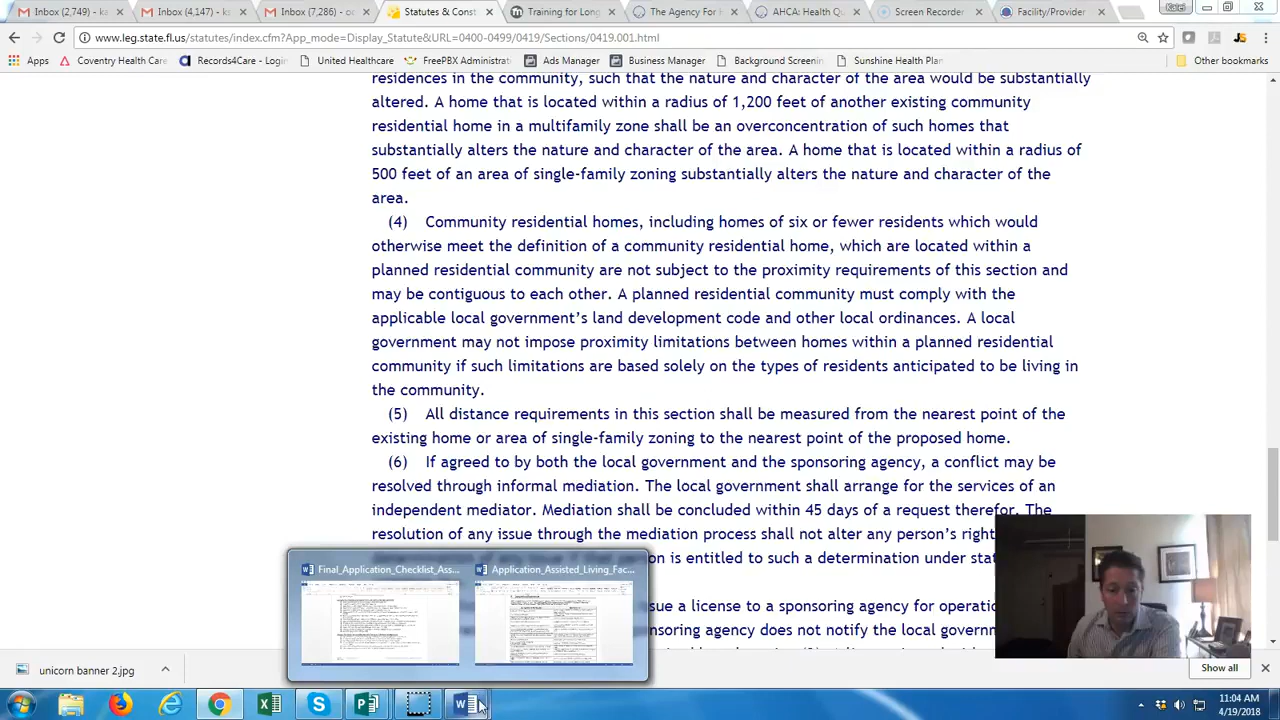 Inbox (2,749) - ka
Inbox (4,147) - ks
Inbox (7,286) - oc
Statutes & Const
Training for Long
The Agency For H
AHCA: Health Qu
Screen Recorder
Facility/Provider
www.leg.state.fl.us/statutes/index.cfm?App_mode=Display_Statute&URL=0400-0499/0419/Sections/0419.001.html
Apps
Coventry Health Care
Records4Care - Login
United Healthcare
FreePBX Administrat
Ads Manager
Business Manager
Background Screenin
Sunshine Health Plan
Other bookmarks
residences in the community, such that the nature and character of the area would be substantially
altered. A home that is located within a radius of 1,200 feet of another existing community
residential home in a multifamily zone shall be an overconcentration of such homes that
substantially alters the nature and character of the area. A home that is located within a radius of
500 feet of an area of single-family zoning substantially alters the nature and character of the
area.
(4) Community residential homes, including homes of six or fewer residents which would
otherwise meet the definition of a community residential home, which are located within a
planned residential community are not subject to the proximity requirements of this section and
may be contiguous to each other. A planned residential community must comply with the
applicable local government’s land development code and other local ordinances. A local
government may not impose proximity limitations between homes within a planned residential
community if such limitations are based solely on the types of residents anticipated to be living in
the community.
(5) All distance requirements in this section shall be measured from the nearest point of the
existing home or area of single-family zoning to the nearest point of the proposed home.
(6) If agreed to by both the local government and the sponsoring agency, a conflict may be
resolved through informal mediation. The local government shall arrange for the services of an
independent mediator. Mediation shall be concluded within 45 days of a request therefor. The
resolution of any issue through the mediation process shall not alter any person’s right
on is entitled to such a determination under stat
Final_Application_Checklist_Ass...
Application_Assisted_Living_Fac...
ue a license to a sponsoring agency for operatio
nsoring agency does not notify the local governm
unicorn banner 2.jpg
Show all
11:04 AM
4/19/2018